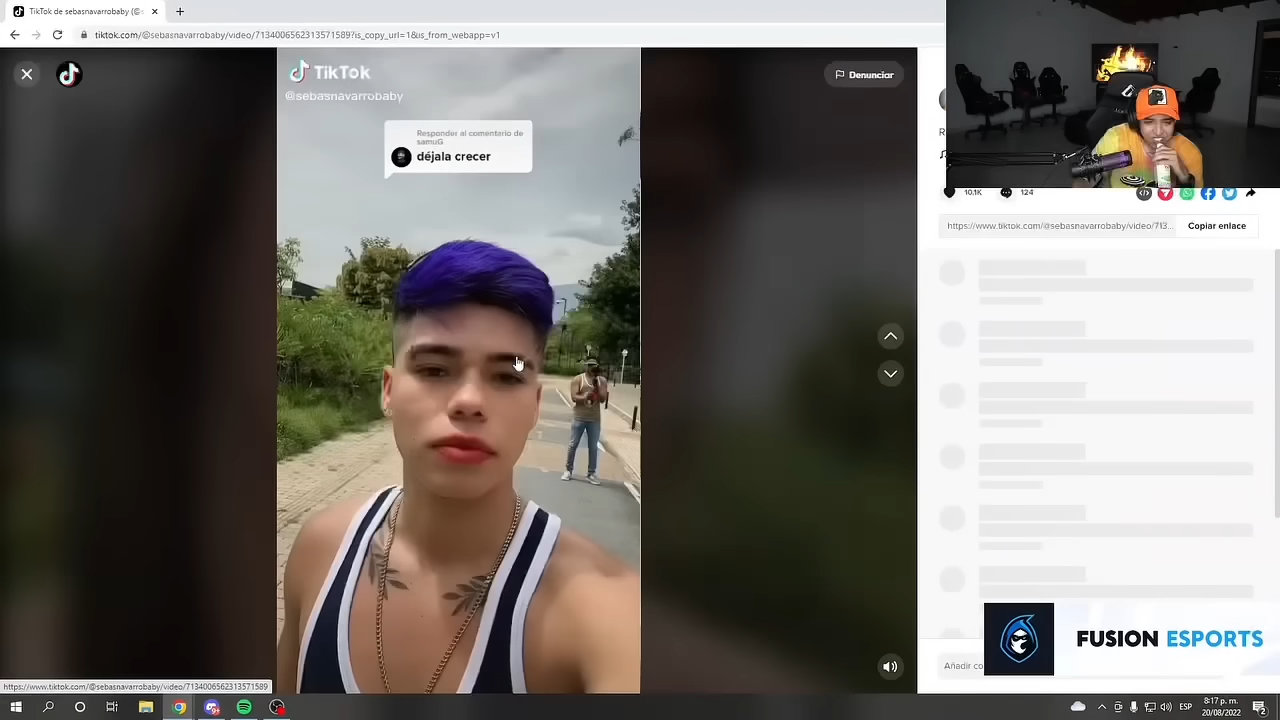 TikTok de sebasnavarrobaby (@s
tiktok.com/@sebasnavarrobaby/video/7134006562313571589?is_copy_url=1&is_from_webapp=v1
TikTok
@sebasnavarrobaby
Denunciar
Responder al comentario de
samuG
déjala crecer
R
10.1K
124
https://www.tiktok.com/@sebasnavarrobaby/video/713...
Copiar enlace
FUSION ESPORTS
Añadir co
https://www.tiktok.com/@sebasnavarrobaby/video/7134006562313571589
ESP
8:17 p. m.
20/08/2022
2